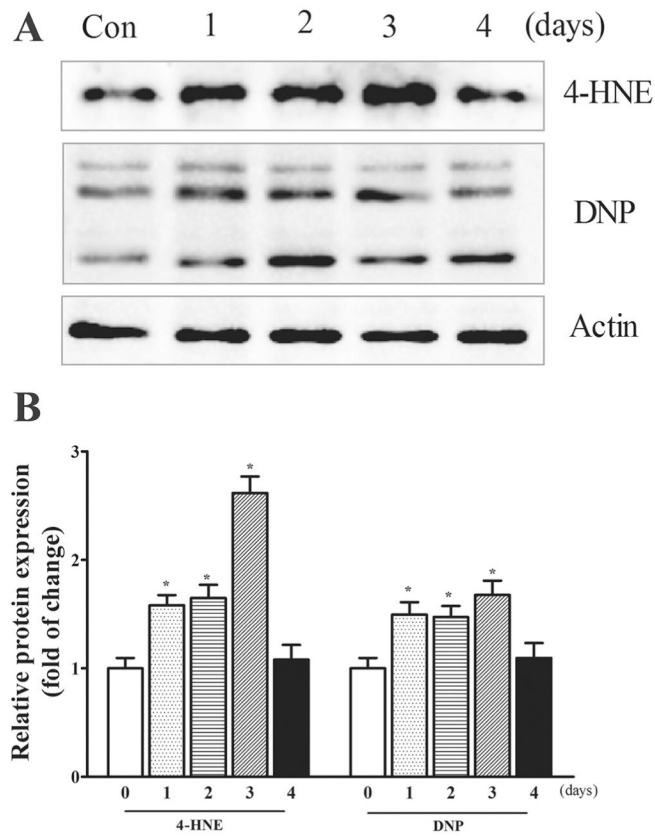 A
Con 1 2 3 4 (days)
4-HNE
DNP
Actin
B
Relative protein expression
(fold of change)
3
2
1
0
* * * * * *
0 1 2 3 4 0 1 2 3 4 (days)
4-HNE DNP